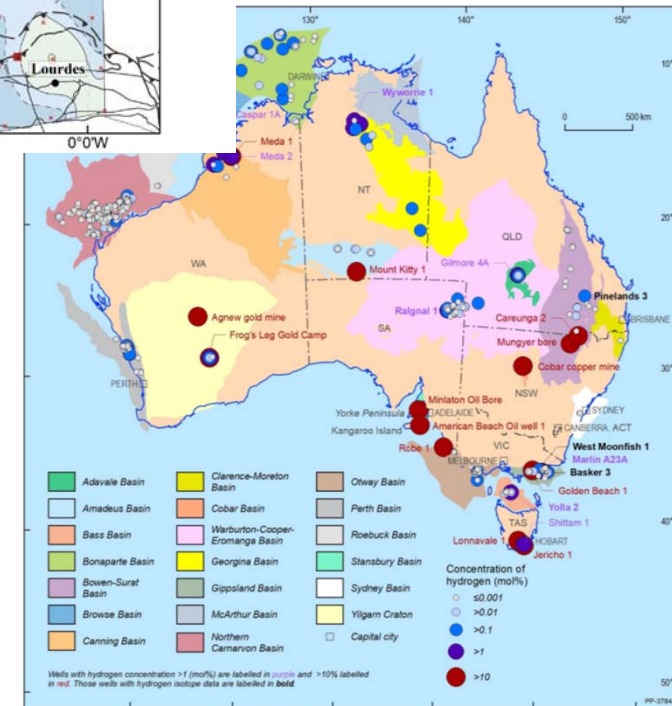 Lourdes
0°0'W
130°
140°
150°
10°
20°
30°
40°
50°
0
500 km
DARWIN
Wyworrie 1
Caspar 1A
Meda 1
Meda 2
NT
QLD
WA
SA
Gilmore 4A
Mount Kitty 1
Pinelands 3
Ralgnal 1
Careunga 2
BRISBANE
Agnew gold mine
Mungyer bore
Frog's Leg Gold Camp
Cobar copper mine
PERTH
NSW
Minlaton Oil Bore
Yorke Peninsula
ADELAIDE
SYDNEY
Kangaroo Island
American Beach Oil well 1
CANBERRA, ACT
Robe 1
VIC
West Moonfish 1
MELBOURNE
Marlin A23A
Basker 3
Golden Beach 1
Yolla 2
TAS
Shittam 1
Lonnavale 1
HOBART
Jericho 1
Adavale Basin
Amadeus Basin
Bass Basin
Bonaparte Basin
Bowen-Surat
Basin
Browse Basin
Canning Basin
Clarence-Moreton
Basin
Cobar Basin
Warburton-Cooper-
Eromanga Basin
Georgina Basin
Gippsland Basin
McArthur Basin
Northern
Carnarvon Basin
Otway Basin
Perth Basin
Roebuck Basin
Stansbury Basin
Sydney Basin
Yilgarn Craton
Capital city
Concentration of
hydrogen (mol%)
≤0.001
>0.01
>0.1
>1
>10
Wells with hydrogen concentration >1 (mol%) are labelled in purple and >10% labelled
in red. Those wells with hydrogen isotope data are labelled in bold.
PP-3784